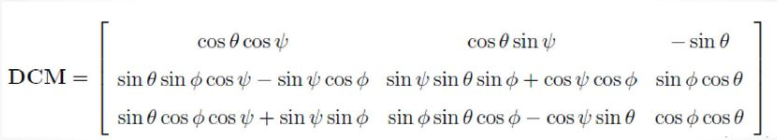 cos θ cos ψ cos θ sin ψ − sin θ
DCM = sin θ sin ϕ cos ψ − sin ψ cos ϕ sin ψ sin θ sin ϕ + cos ψ cos ϕ sin ϕ cos θ
sin θ cos ϕ cos ψ + sin ψ sin ϕ sin ϕ sin θ cos ϕ − cos ψ sin θ cos ϕ cos θ